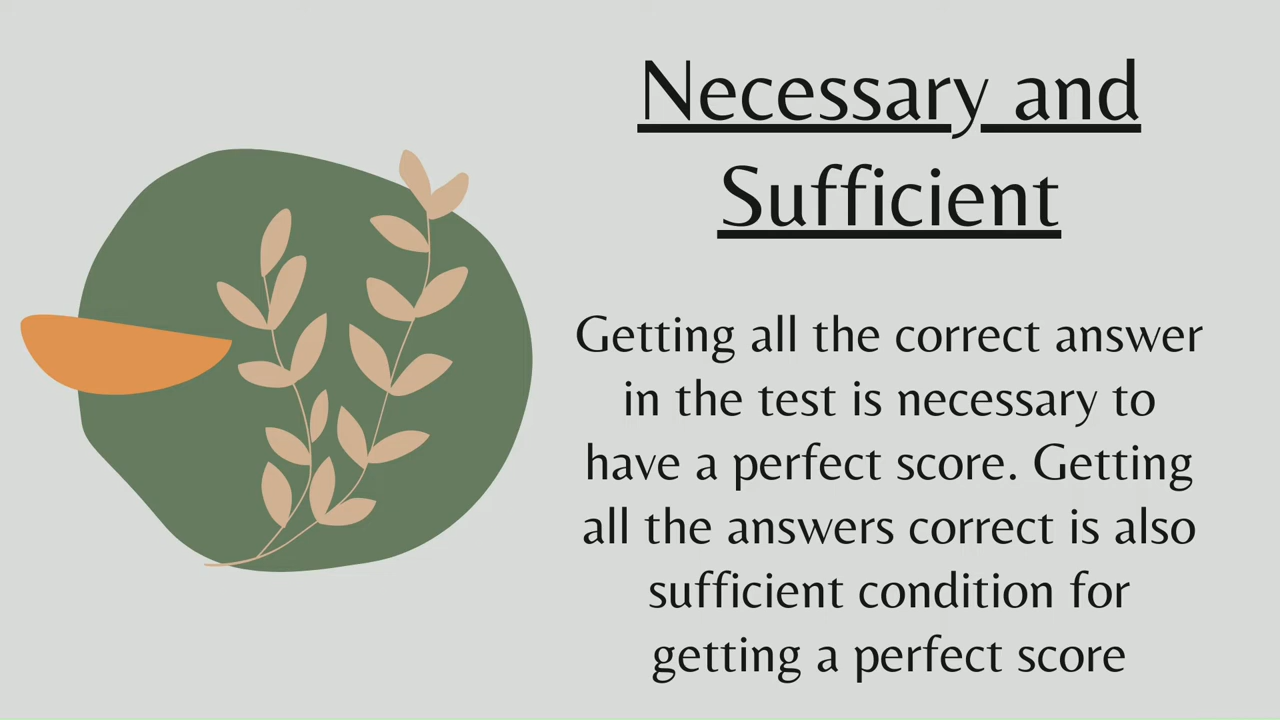 Necessary and
Sufficient
Getting all the correct answer
in the test is necessary to
have a perfect score. Getting
all the answers correct is also
sufficient condition for
getting a perfect score